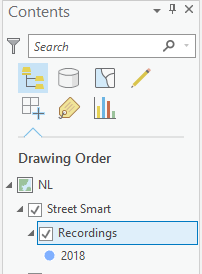 Contents
Search
Drawing Order
NL
Street Smart
Recordings
2018